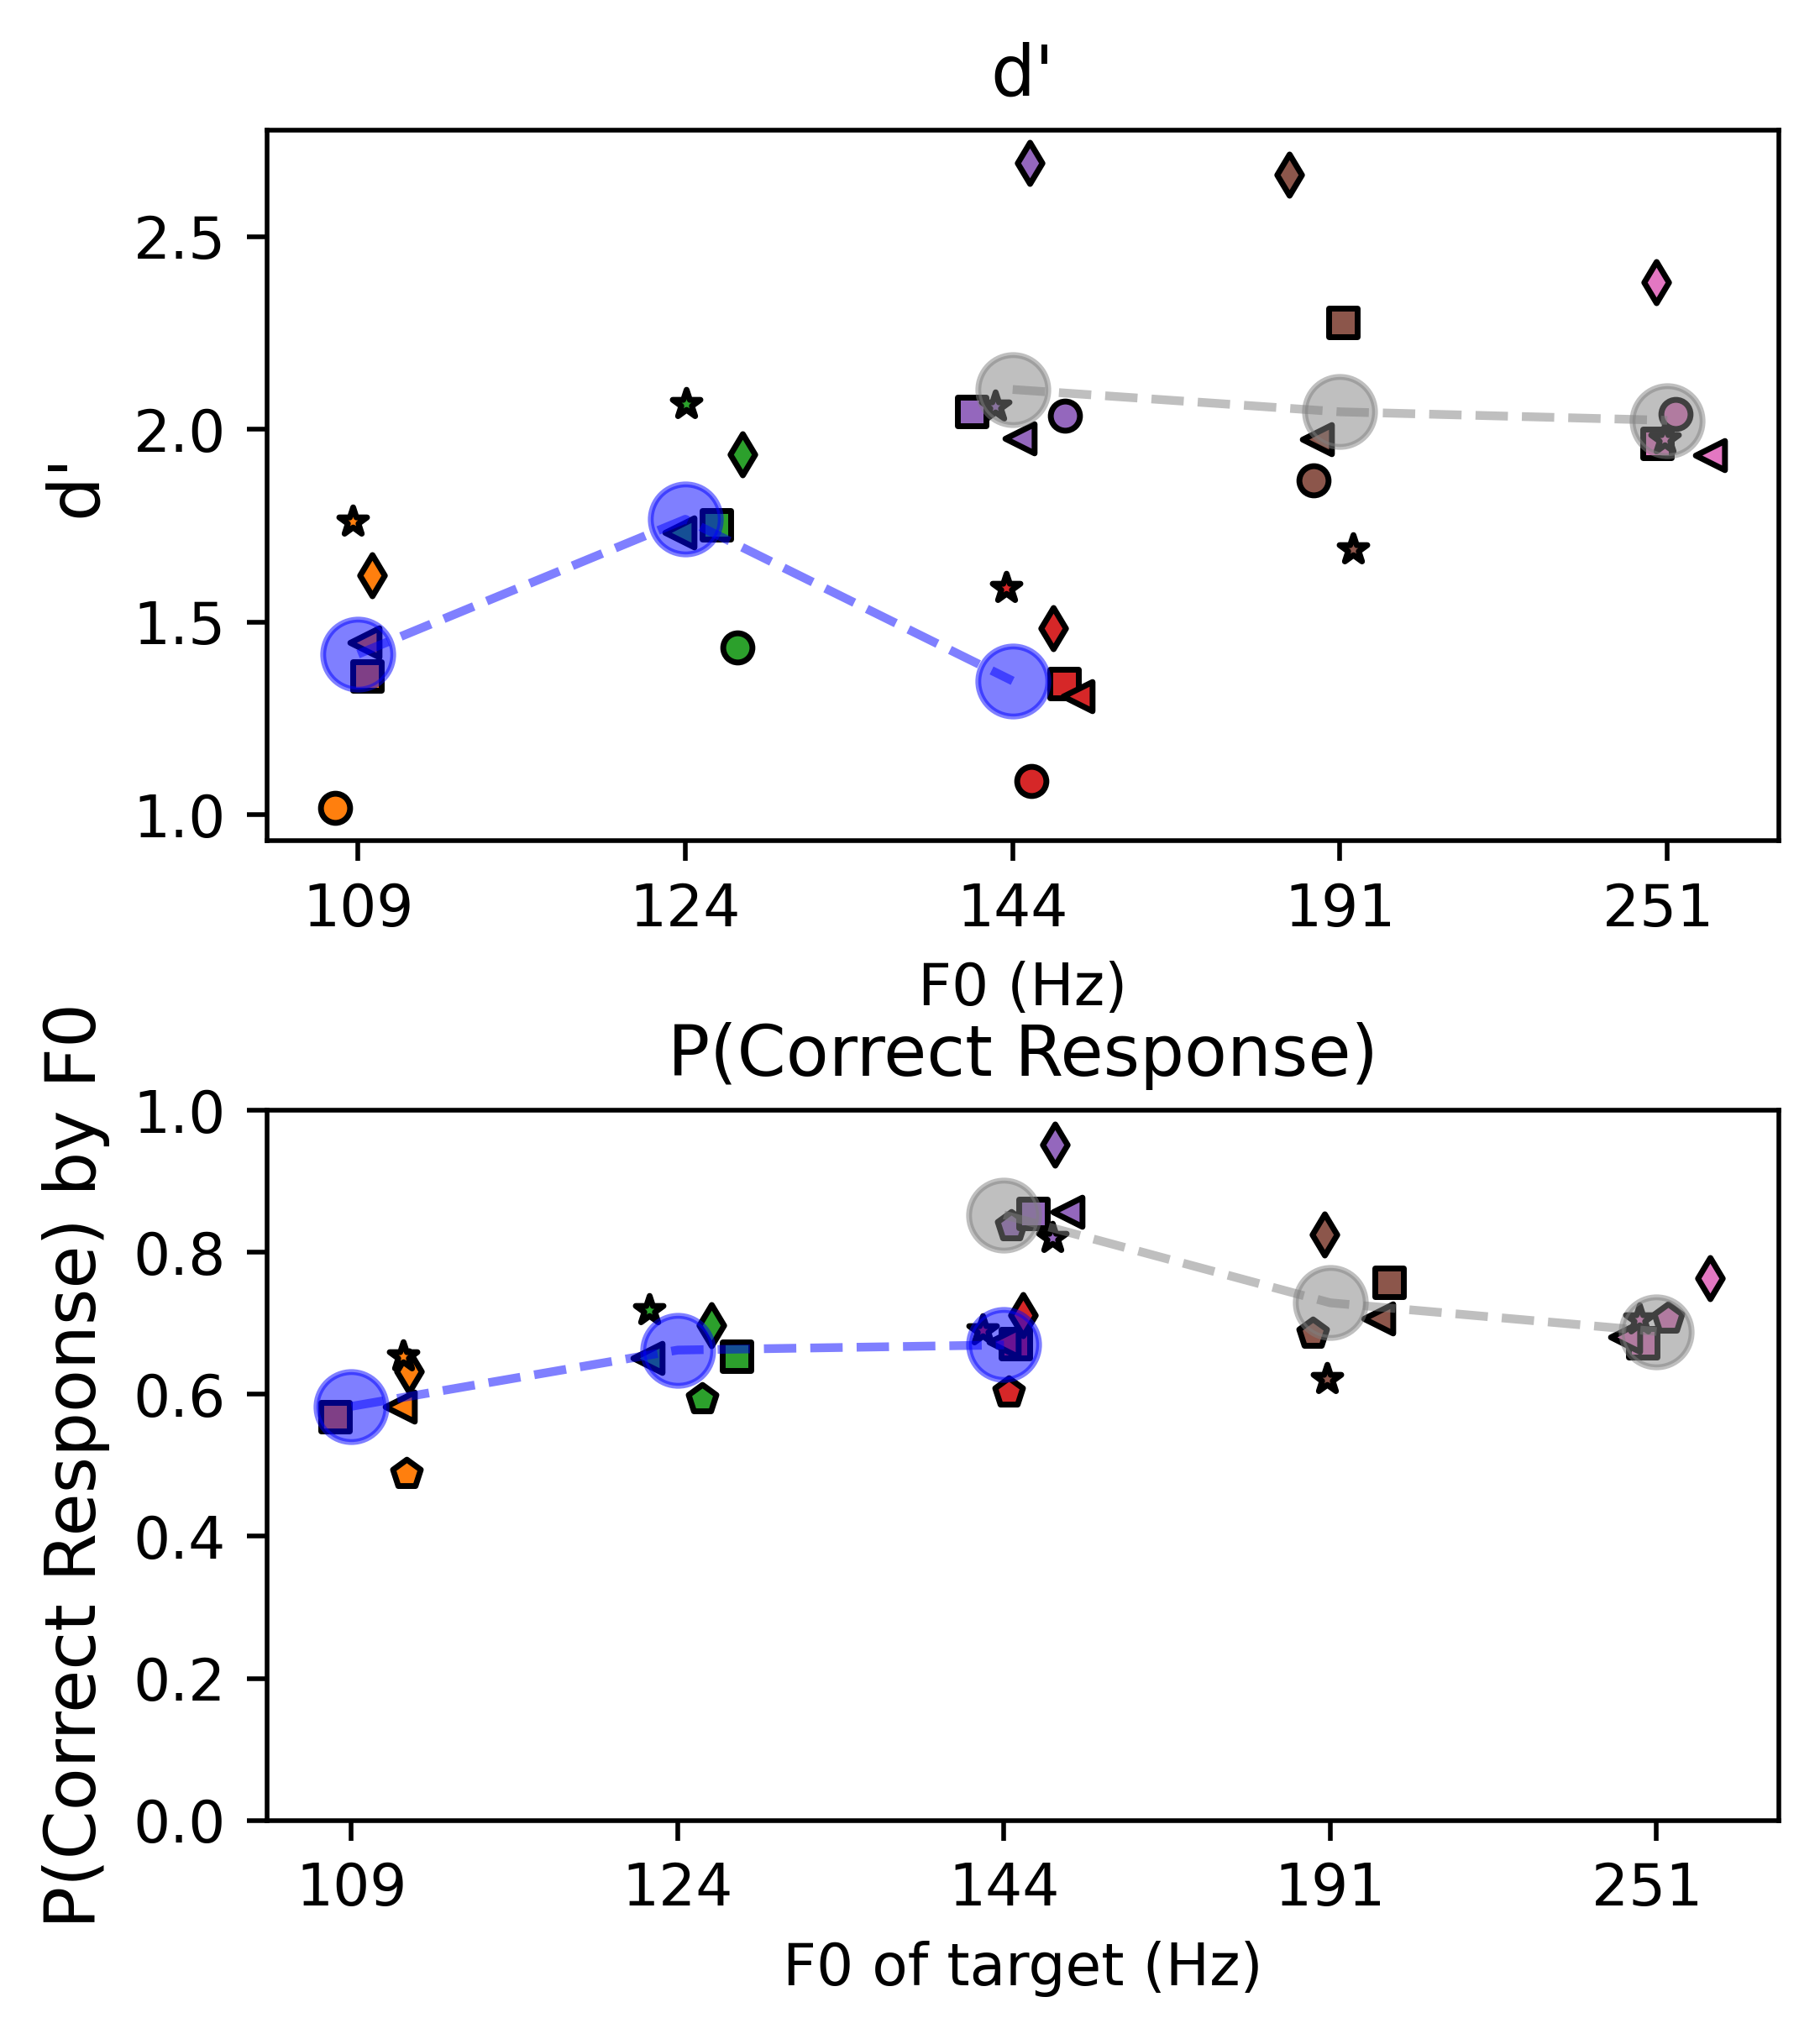 d'
d'
2.5
2.0
1.5
1.0
109 124 144 191 251
F0 (Hz)
P(Correct Response)
P(Correct Response) by F0
1.0
0.8
0.6
0.4
0.2
0.0
109 124 144 191 251
F0 of target (Hz)